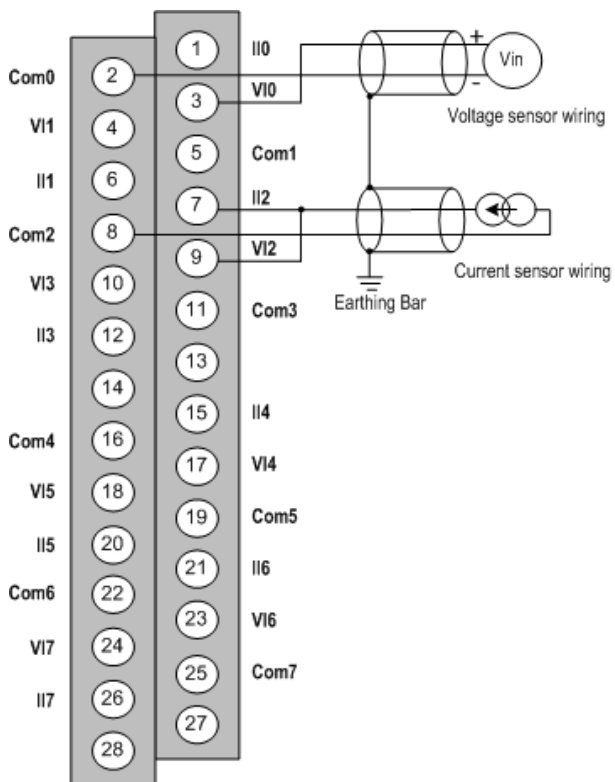 1 II0
Com0 2
3 VI0
+
Vin
-
Voltage sensor wiring
VI1 4
5 Com1
II1 6
7 II2
Com2 8
9 VI2
Current sensor wiring
Earthing Bar
VI3 10
11 Com3
II3 12
13
14
15 II4
Com4 16
17 VI4
VI5 18
19 Com5
II5 20
21 II6
Com6 22
23 VI6
VI7 24
25 Com7
II7 26
27
28